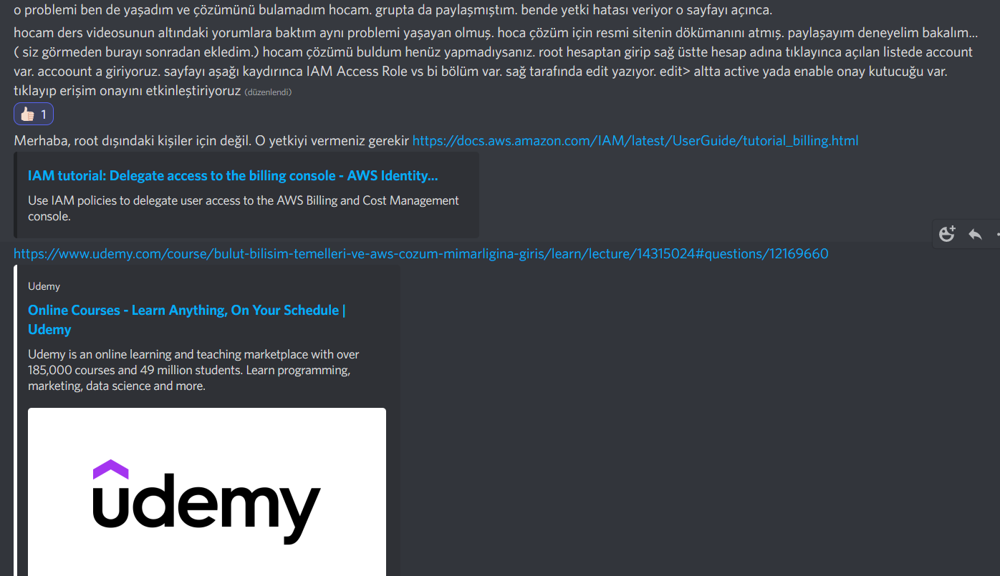 o problemi ben de yaşadım ve çözümünü bulamadım hocam. grupta da paylaşmıştım. bende yetki hatası veriyor o sayfayı açınca.
hocam ders videosunun altındaki yorumlara baktım aynı problemi yaşayan olmuş. hoca çözüm için resmi sitenin dökümanını atmış. paylaşayım deneyelim bakalım...
( siz görmeden burayı sonradan ekledim.) hocam çözümü buldum henüz yapmadıysanız. root hesaptan girip sağ üstte hesap adına tıklayınca açılan listede account
var. accoount a giriyoruz. sayfayı aşağı kaydırınca IAM Access Role vs bi bölüm var. sağ tarafında edit yazıyor. edit> altta active yada enable onay kutucuğu var.
tıklayıp erişim onayını etkinleştiriyoruz (düzenlendi)
1
Merhaba, root dışındaki kişiler için değil. O yetkiyi vermeniz gerekir https://docs.aws.amazon.com/IAM/latest/UserGuide/tutorial_billing.html
IAM tutorial: Delegate access to the billing console - AWS Identity...
Use IAM policies to delegate user access to the AWS Billing and Cost Management
console.
https://www.udemy.com/course/bulut-bilisim-temelleri-ve-aws-cozum-mimarligina-giris/learn/lecture/14315024#questions/12169660
Udemy
Online Courses - Learn Anything, On Your Schedule |
Udemy
Udemy is an online learning and teaching marketplace with over
185,000 courses and 49 million students. Learn programming,
marketing, data science and more.
udemy